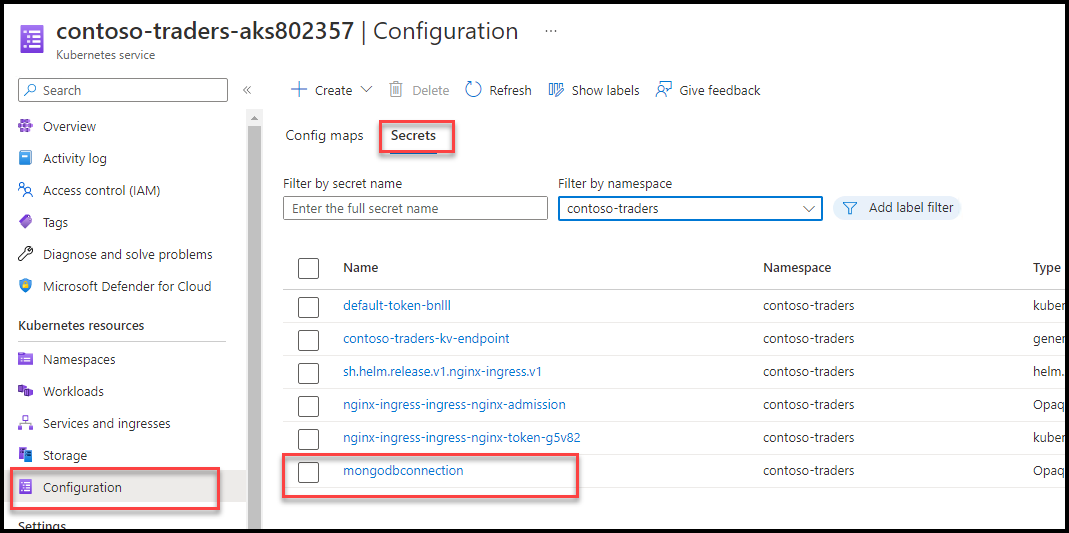 contoso-traders-aks802357 | Configuration ...
Kubernetes service
Search «
Create Delete Refresh Show labels Give feedback
Overview
Activity log
Access control (IAM)
Tags
Diagnose and solve problems
Microsoft Defender for Cloud
Kubernetes resources
Namespaces
Workloads
Services and ingresses
Storage
Configuration
Settings
Config maps Secrets
Filter by secret name Filter by namespace
Enter the full secret name contoso-traders Add label filter
Name Namespace Type
default-token-bnlll contoso-traders kuber
contoso-traders-kv-endpoint contoso-traders gener
sh.helm.release.v1.nginx-ingress.v1 contoso-traders helm.
nginx-ingress-ingress-nginx-admission contoso-traders Opaq
nginx-ingress-ingress-nginx-token-g5v82 contoso-traders kuber
mongodbconnection contoso-traders Opaq